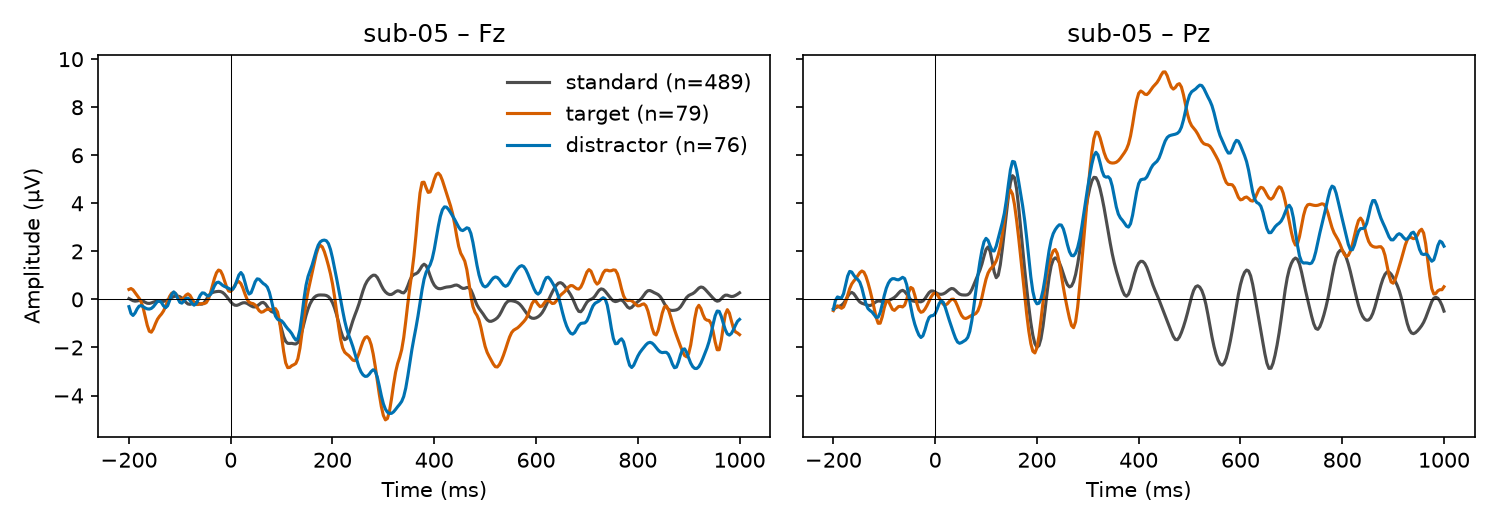 sub-05 – Fz
sub-05 – Pz
10
8
6
4
2
0
−2
−4
Amplitude (µV)
standard (n=489)
target (n=79)
distractor (n=76)
−200 0 200 400 600 800 1000
−200 0 200 400 600 800 1000
Time (ms)
Time (ms)